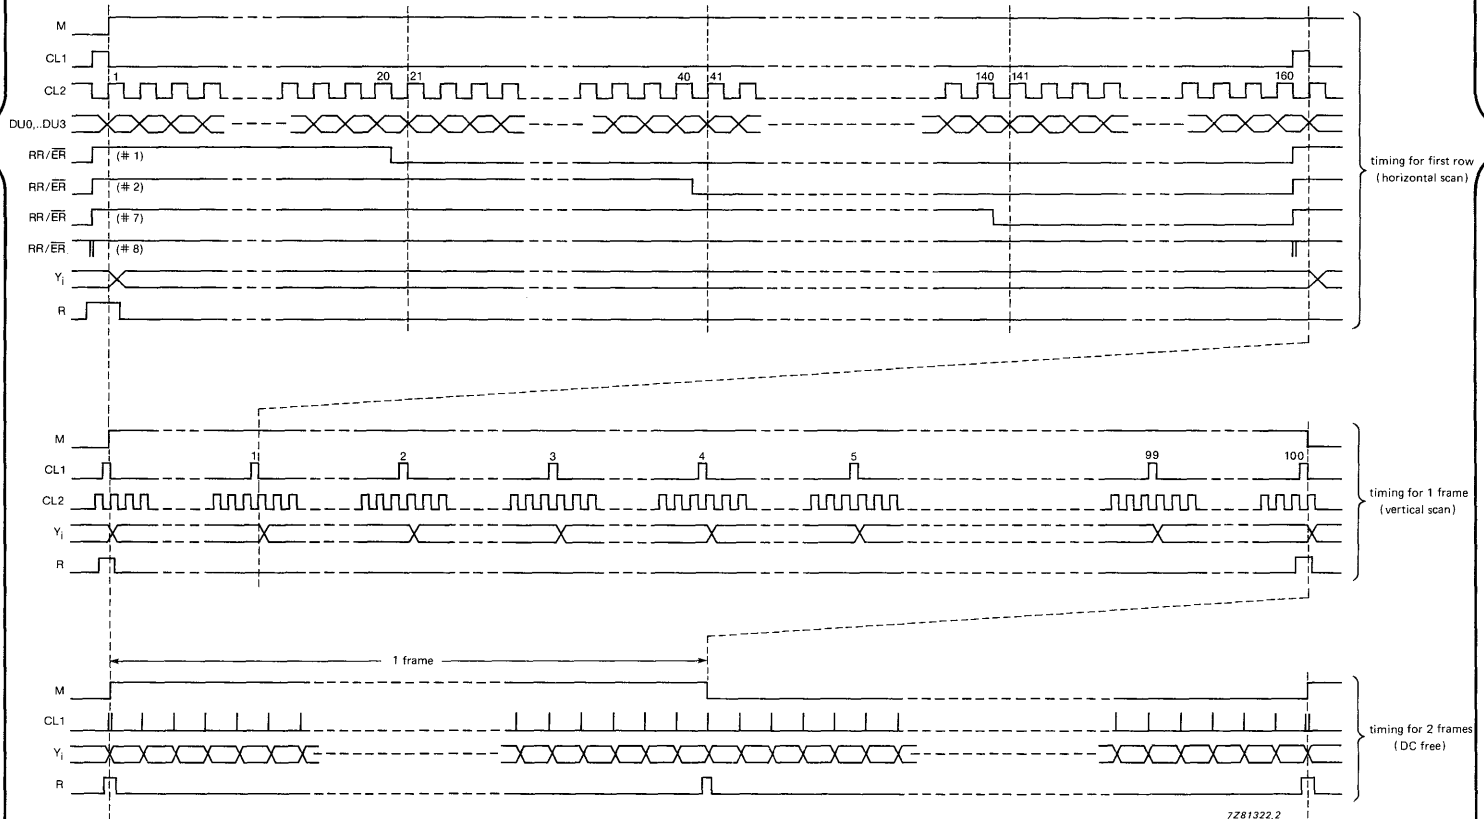 M
CL1
1 20 21 40 41 140 141 160
CL2
DU0,..DU3
RR/ER (#1)
timing for first row
(horizontal scan)
RR/ER (#2)
RR/ER (#7)
RR/ER (#8)
Yi
R
M
1 2 3 4 5 99 100
CL1
CL2
timing for 1 frame
(vertical scan)
Yi
R
1 frame
M
CL1
timing for 2 frames
(DC free)
Yi
R
7Z81322.2